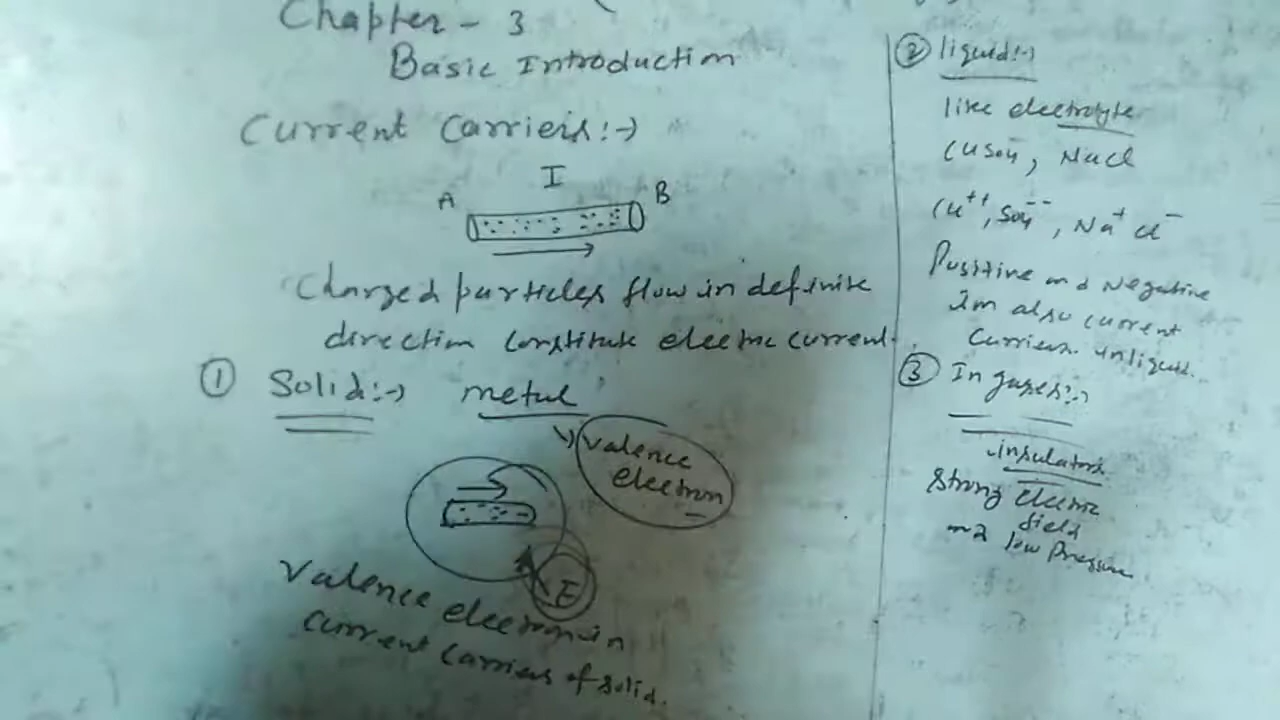 Chapter - 3
Basic Introduction
Current Carriers:->
I
A
B
Charged particles flow in definite
direction constitute electric current.
① Solid:-> metal
valence
electron
E
Valence electron in
current carriers of solid.
② liquid:->
like electrolyte
CuSO4, NaCl
Cu++, SO4--, Na+ Cl-
Positive and Negative
Ion also current
Carriers in liquid.
③ In gases:->
insulators
Strong electric
field
and low Pressure